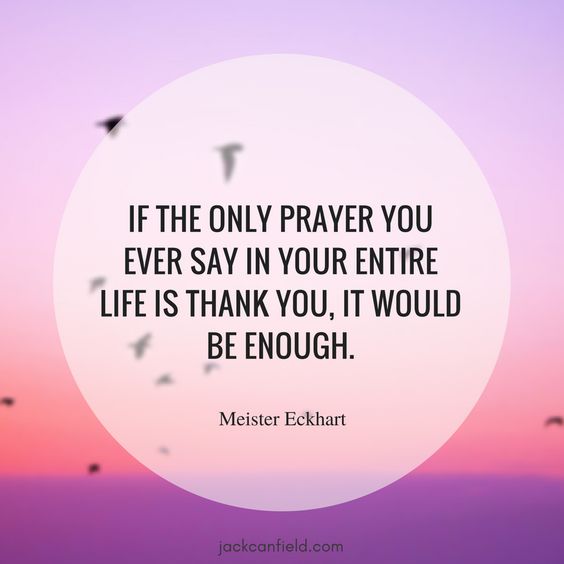 IF THE ONLY PRAYER YOU
EVER SAY IN YOUR ENTIRE
LIFE IS THANK YOU, IT WOULD
BE ENOUGH.
Meister Eckhart
jackcanfield.com